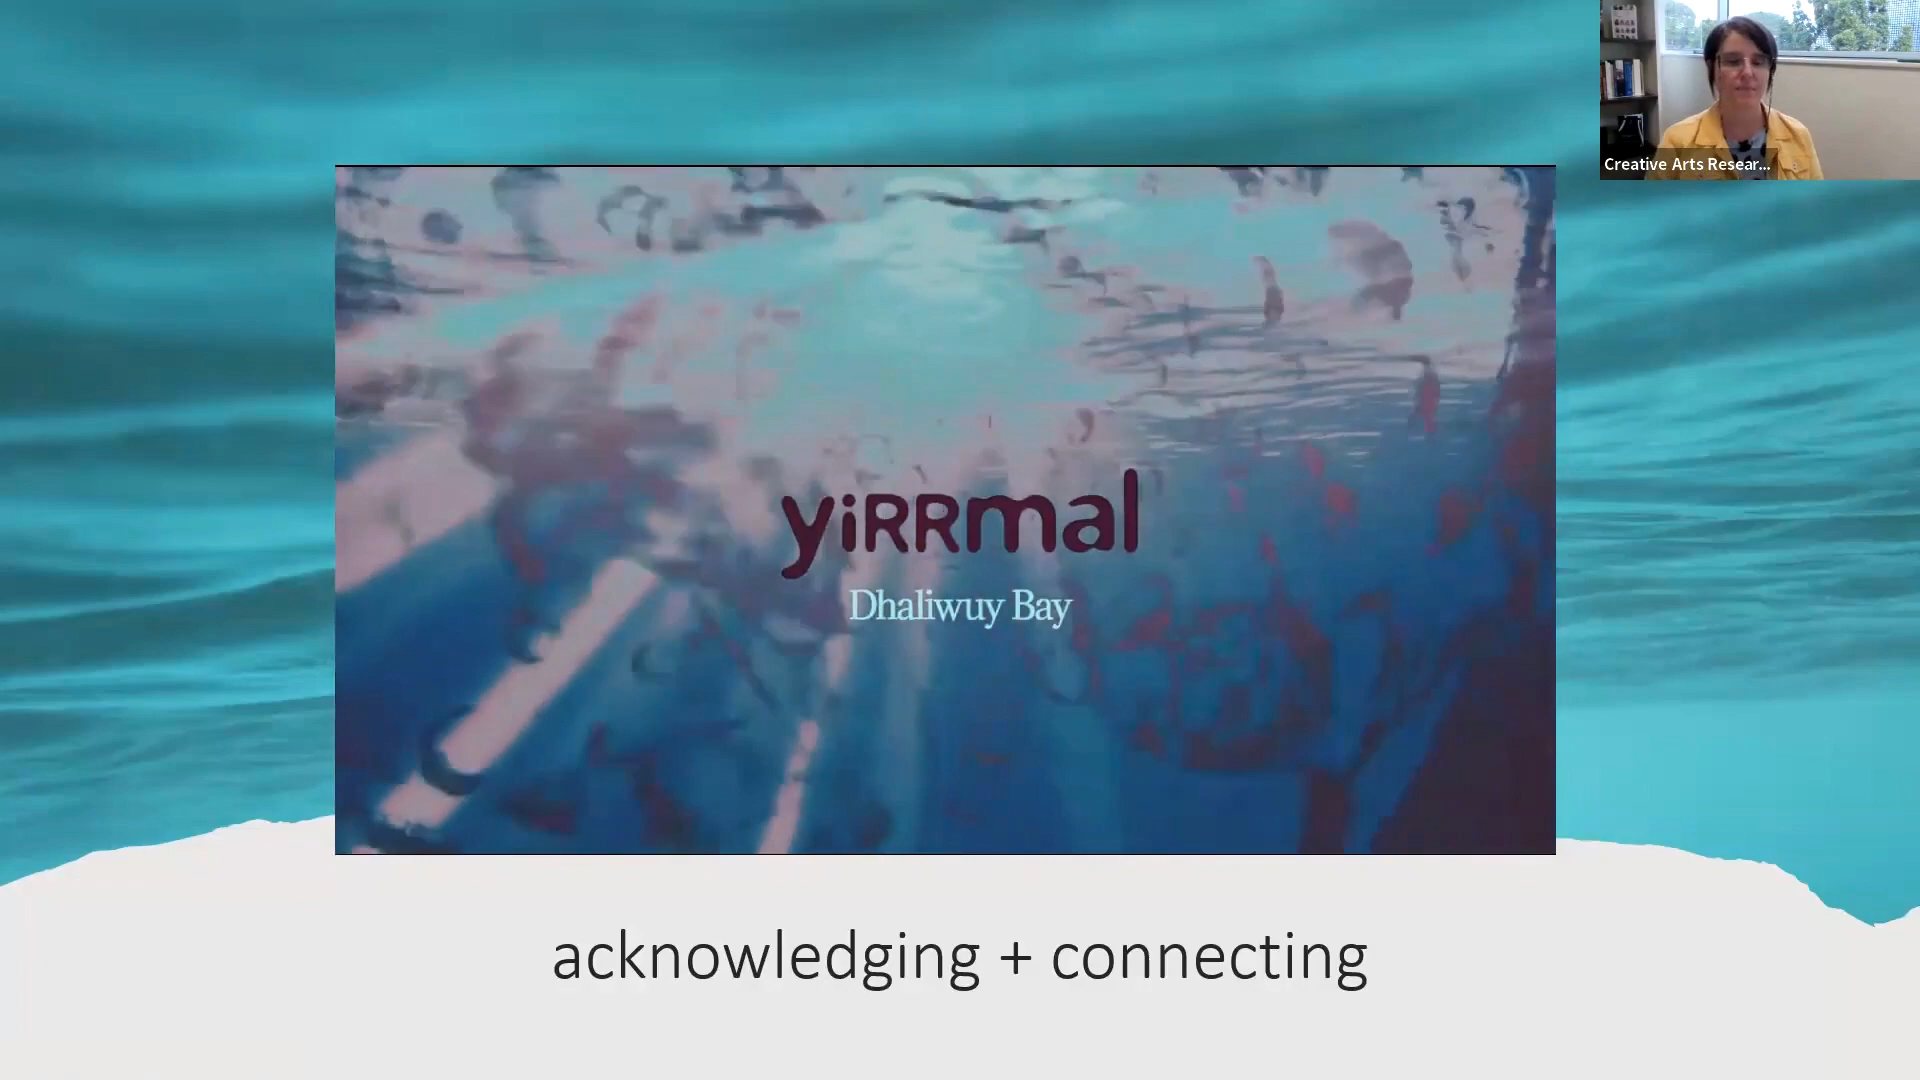 Creative Arts Resear...
yiRRmal
Dhaliwuy Bay
acknowledging + connecting